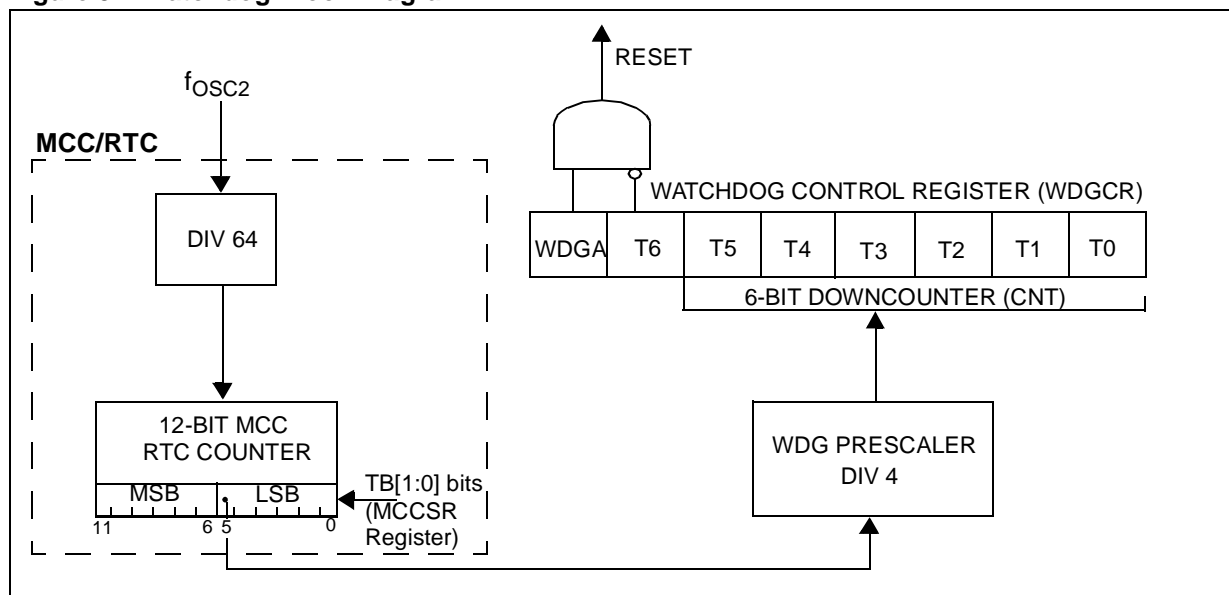 RESET
fOSC2
MCC/RTC
DIV 64
WATCHDOG CONTROL REGISTER (WDGCR)
WDGA T6 T5 T4 T3 T2 T1 T0
6-BIT DOWNCOUNTER (CNT)
12-BIT MCC
RTC COUNTER
MSB LSB
11 6 5 0
TB[1:0] bits
(MCCSR
Register)
WDG PRESCALER
DIV 4